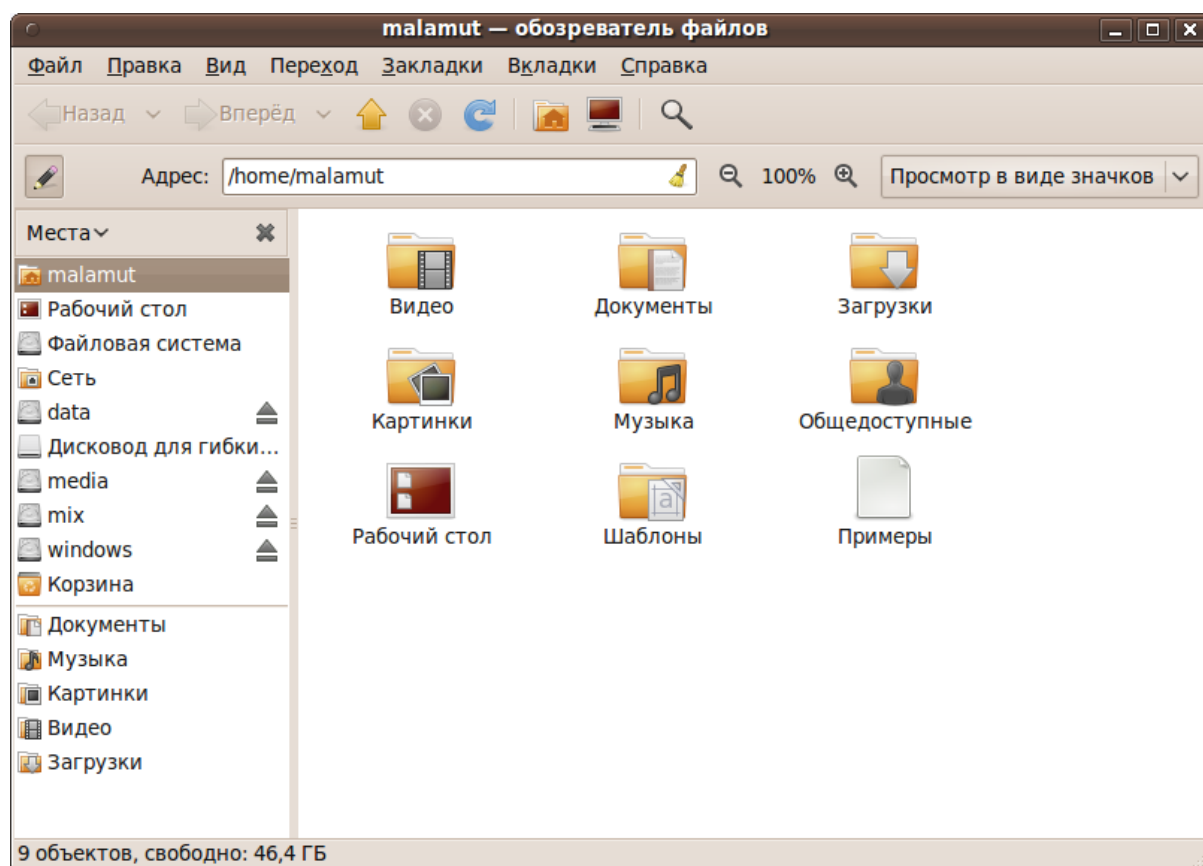 malamut — обозреватель файлов
Файл Правка Вид Переход Закладки Вкладки Справка
Назад Вперёд
Адрес: /home/malamut 100% Просмотр в виде значков
Места
malamut
Рабочий стол
Файловая система
Сеть
data
Дисковод для гибки...
media
mix
windows
Корзина
Документы
Музыка
Картинки
Видео
Загрузки
Видео Документы Загрузки
Картинки Музыка Общедоступные
Рабочий стол Шаблоны Примеры
9 объектов, свободно: 46,4 ГБ